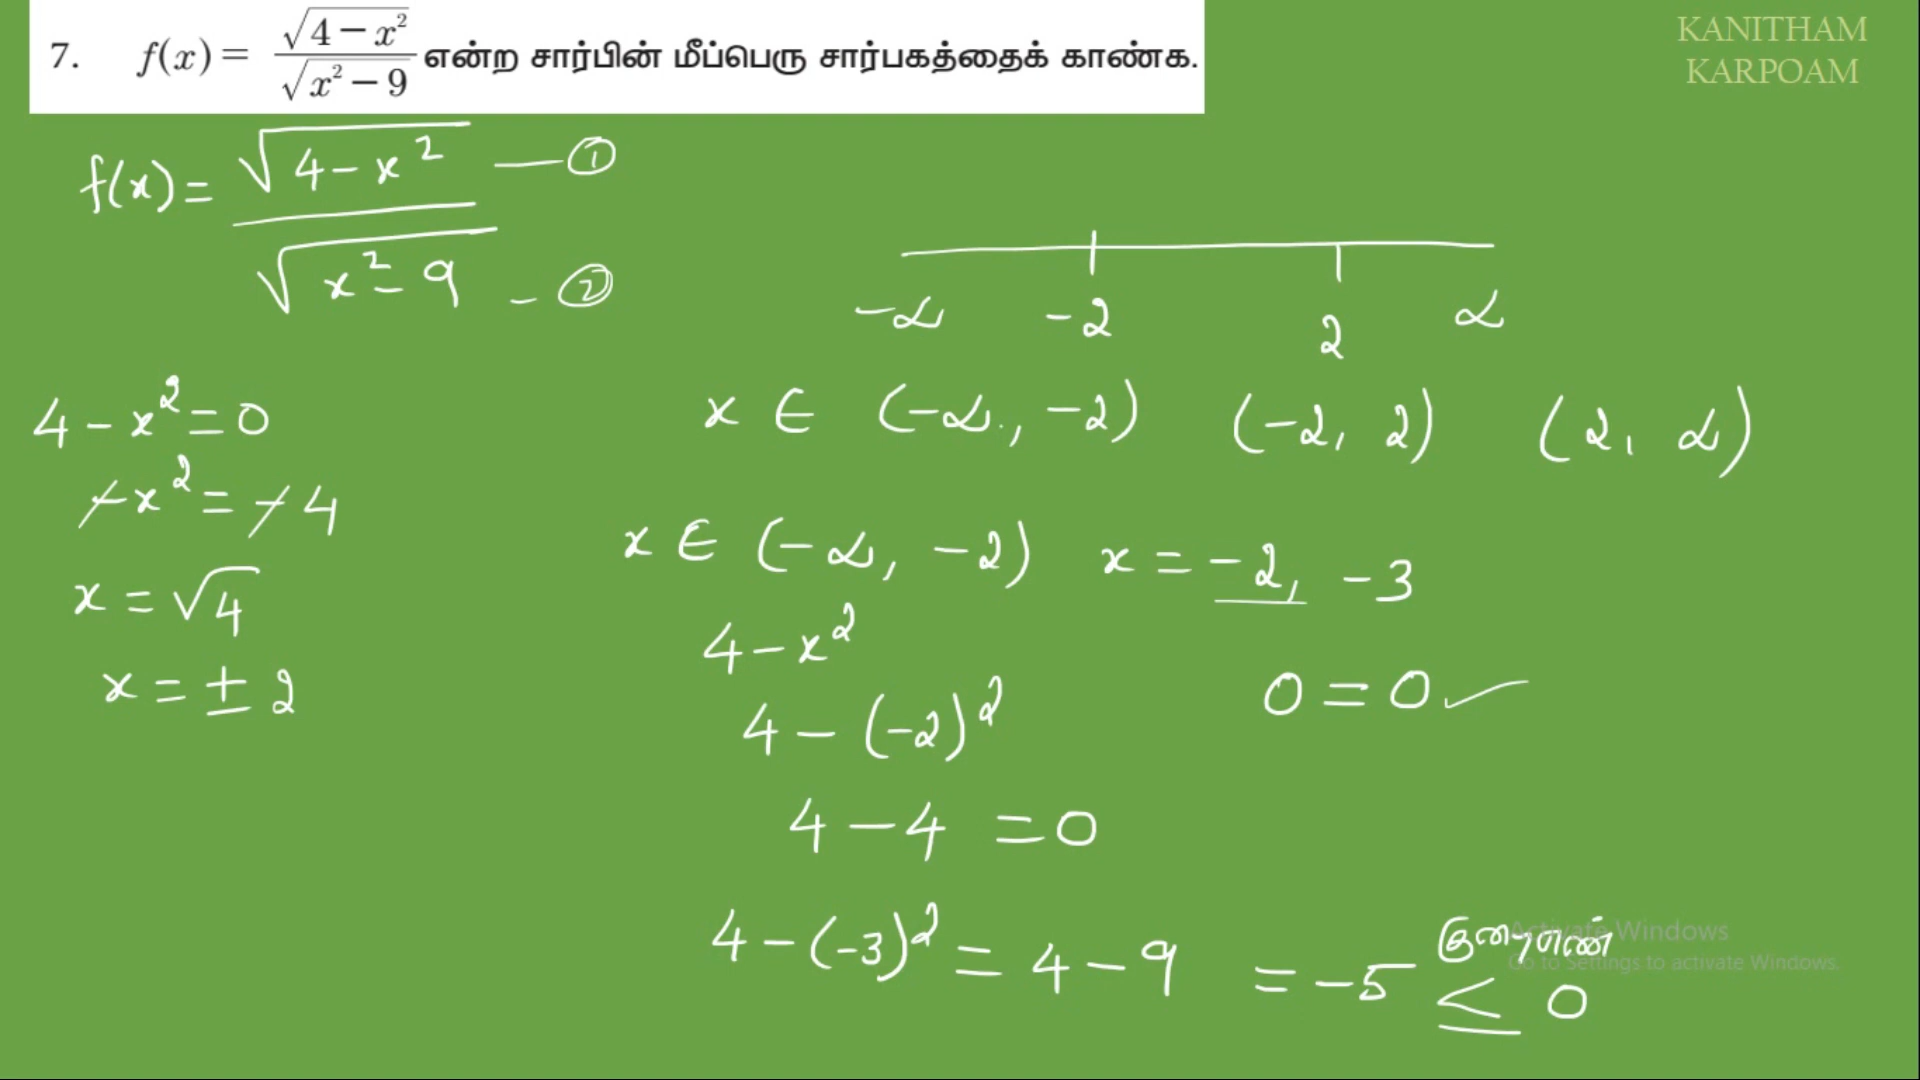 7. f(x) = √4 − x² / √x² − 9 என்ற சார்பின் மீப்பெரு சார்பகத்தைக் காண்க.
KANITHAM
KARPOAM
f(x) = √4 − x² — ①
√x² − 9 - ②
-∝ -2 2 ∝
4 − x² = 0
-x² = -4
x = √4
x = ± 2
x ∈ (-∝, -2) (-2, 2) (2, ∝)
x ∈ (-∝, -2) x = -2, -3
4 − x²
4 − (-2)² 0 = 0 ✓
4 − 4 = 0
4 − (-3)² = 4 − 9 = -5 ≤ 0
குறைஎண்
Activate Windows
Go to Settings to activate Windows.